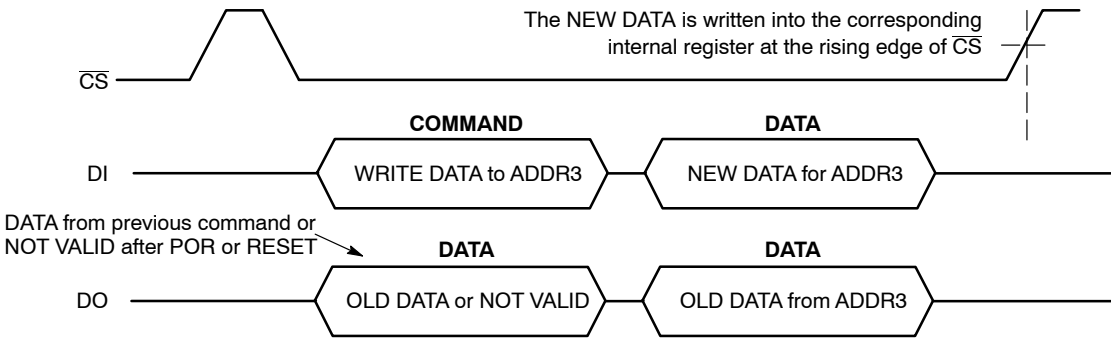 The NEW DATA is written into the corresponding
internal register at the rising edge of CS
CS
COMMAND
DATA
DI
WRITE DATA to ADDR3
NEW DATA for ADDR3
DATA from previous command or
NOT VALID after POR or RESET
DATA
DATA
DO
OLD DATA or NOT VALID
OLD DATA from ADDR3